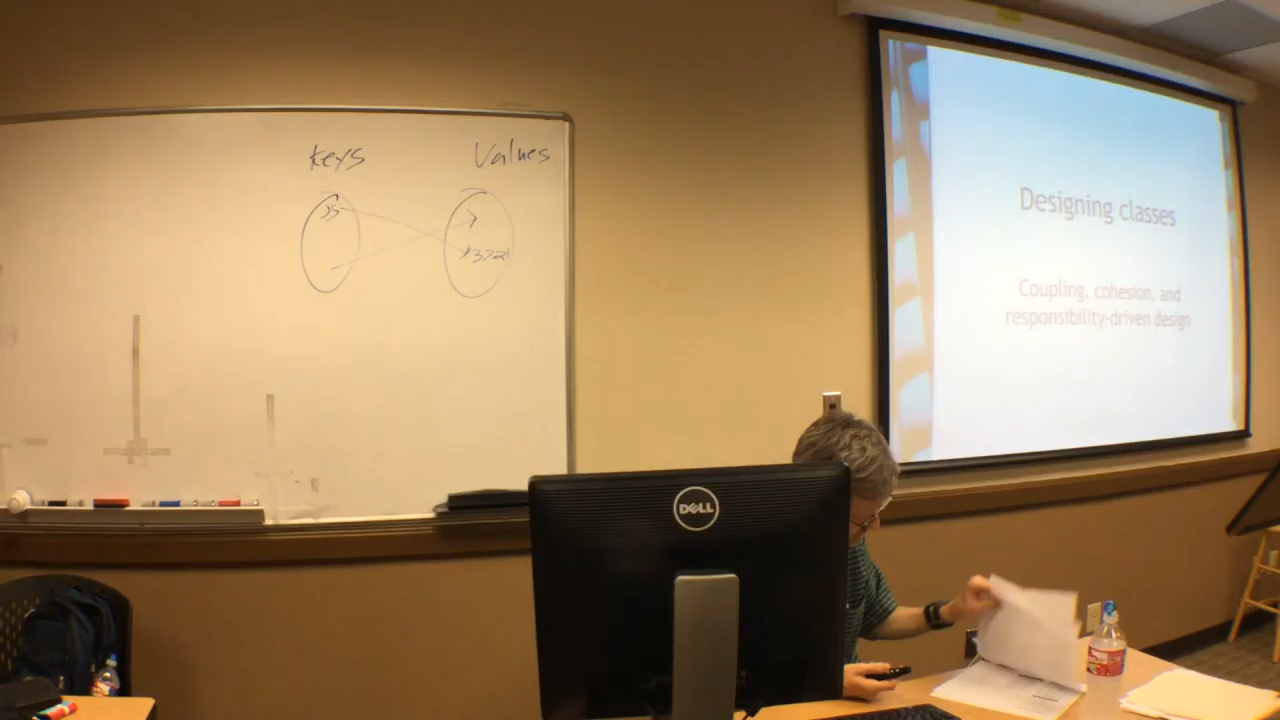 Keys
Values
35
3721
Designing classes
Coupling, cohesion, and
responsibility-driven design
DELL